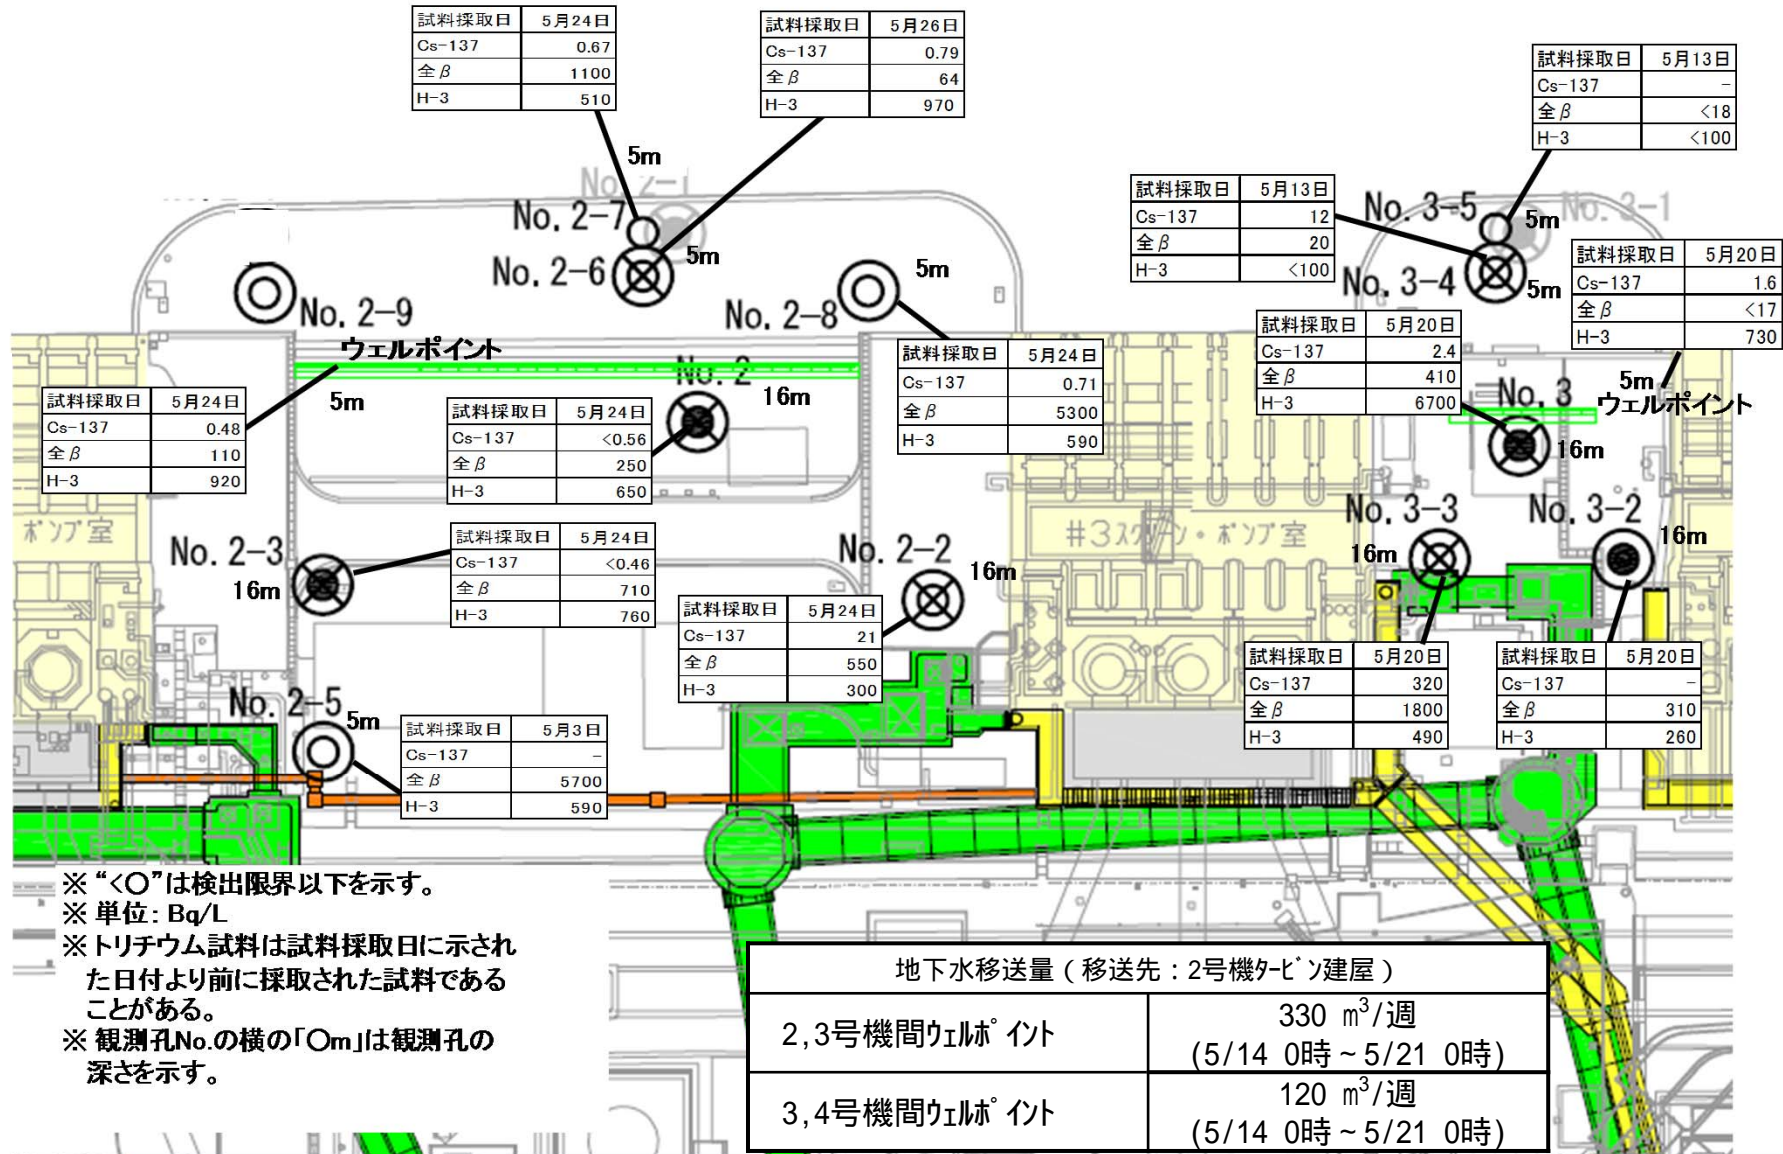 試料採取日 5月24日
Cs-137 0.67
全β 1100
H-3 510
試料採取日 5月26日
Cs-137 0.79
全β 64
H-3 970
試料採取日 5月13日
Cs-137 -
全β <18
H-3 <100
試料採取日 5月13日
Cs-137 12
全β 20
H-3 <100
試料採取日 5月20日
Cs-137 1.6
全β <17
H-3 730
5m
No. 2-1
No. 2-7
No. 2-6
5m
No. 3-5
5m
No. 3-1
No. 3-4
5m
No. 2-9
No. 2-8
5m
ウェルポイント
5m
No. 2
16m
試料採取日 5月24日
Cs-137 0.48
全β 110
H-3 920
試料採取日 5月24日
Cs-137 <0.56
全β 250
H-3 650
試料採取日 5月24日
Cs-137 0.71
全β 5300
H-3 590
試料採取日 5月20日
Cs-137 2.4
全β 410
H-3 6700
5m
ウェルポイント
No. 3
16m
ポンプ室
No. 2-3
16m
試料採取日 5月24日
Cs-137 <0.46
全β 710
H-3 760
No. 2-2
16m
#3スクリーン・ポンプ室
No. 3-3
16m
No. 3-2
16m
試料採取日 5月24日
Cs-137 21
全β 550
H-3 300
試料採取日 5月20日
Cs-137 320
全β 1800
H-3 490
試料採取日 5月20日
Cs-137 -
全β 310
H-3 260
No. 2-5
5m
試料採取日 5月3日
Cs-137 -
全β 5700
H-3 590
※ “<〇”は検出限界以下を示す。
※ 単位: Bq/L
※ トリチウム試料は試料採取日に示され
た日付より前に採取された試料である
ことがある。
※ 観測孔No.の横の「〇m」は観測孔の
深さを示す。
地下水移送量(移送先:2号機タービン建屋)
2,3号機間ウェルポイント 330 m³/週
(5/14 0時~5/21 0時)
3,4号機間ウェルポイント 120 m³/週
(5/14 0時~5/21 0時)